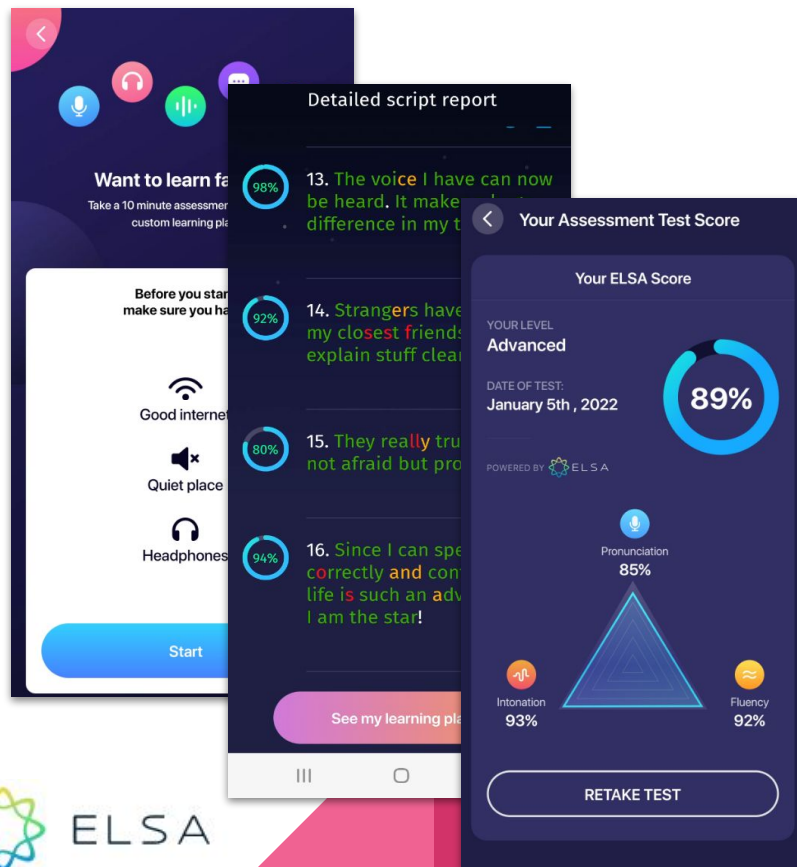 Want to learn fa
Take a 10 minute assessmer
custom learning pla
Before you star
make sure you ha
Good internet
Quiet place
Headphones
Start
Detailed script report
98%
13. The voice I have can now
be heard. It make
difference in my t
92%
14. Strangers have
my closest friends
explain stuff clear
80%
15. They really tru
not afraid but pro
94%
16. Since I can spe
correctly and con
life is such an adv
I am the star!
See my learning pla
Your Assessment Test Score
Your ELSA Score
YOUR LEVEL
Advanced
DATE OF TEST:
January 5th , 2022
89%
POWERED BY ELSA
Pronunciation
85%
Intonation
93%
Fluency
92%
RETAKE TEST
ELSA